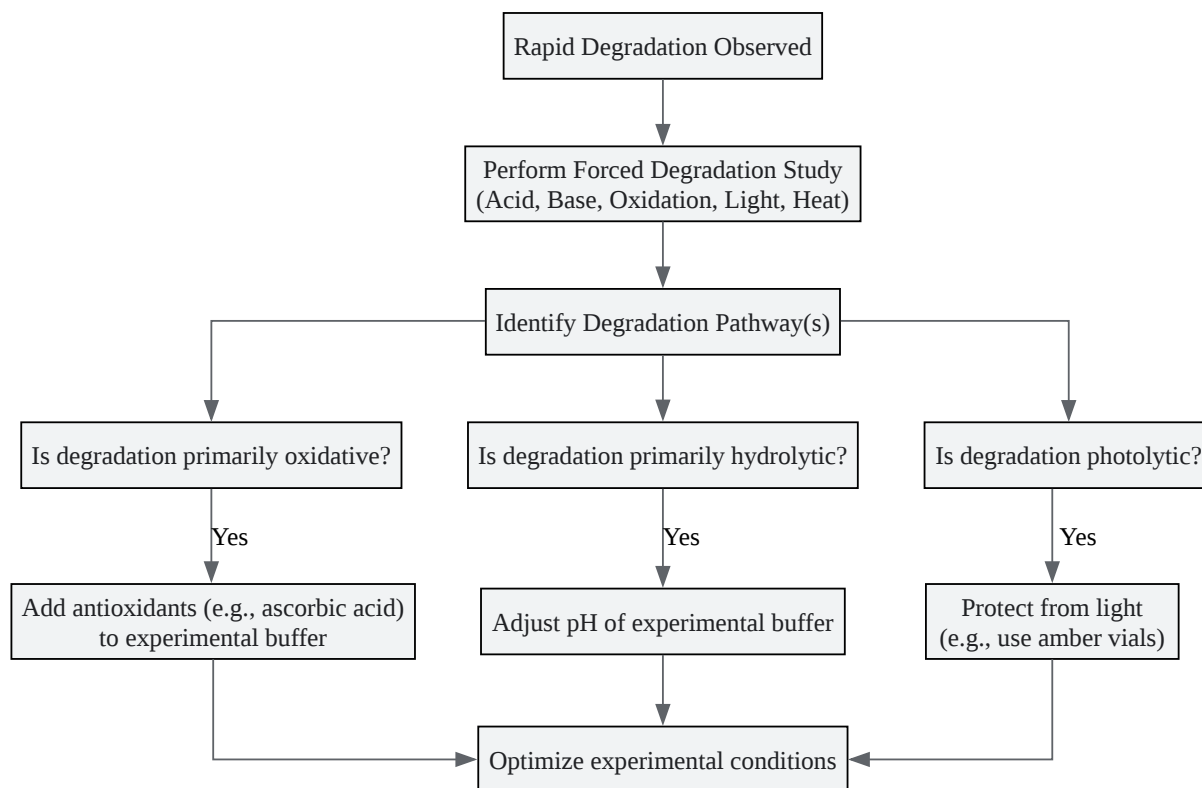 Rapid Degradation Observed
Perform Forced Degradation Study
(Acid, Base, Oxidation, Light, Heat)
Identify Degradation Pathway(s)
Is degradation primarily oxidative?
Is degradation primarily hydrolytic?
Is degradation photolytic?
Yes
Yes
Yes
Add antioxidants (e.g., ascorbic acid)
to experimental buffer
Adjust pH of experimental buffer
Protect from light
(e.g., use amber vials)
Optimize experimental conditions